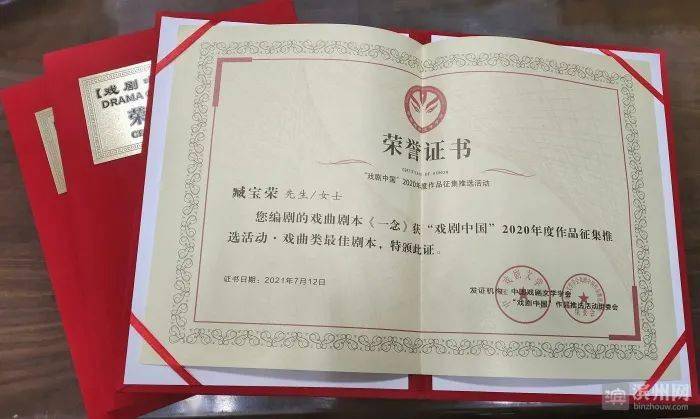 【戏剧
DRAMA
荣
荣誉证书
CERTIFICATE OF HONOR
“戏剧中国”2020年度作品征集推选活动
臧宝荣 先生/女士
您编剧的戏曲剧本《一念》获“戏剧中国”2020年度作品征集推
选活动·戏曲类最佳剧本，特颁此证。
证书日期：2021年7月12日
发证机构：中国戏剧文学学会
“戏剧中国”作品推选活动组委会
滨州网
binzhouw.com